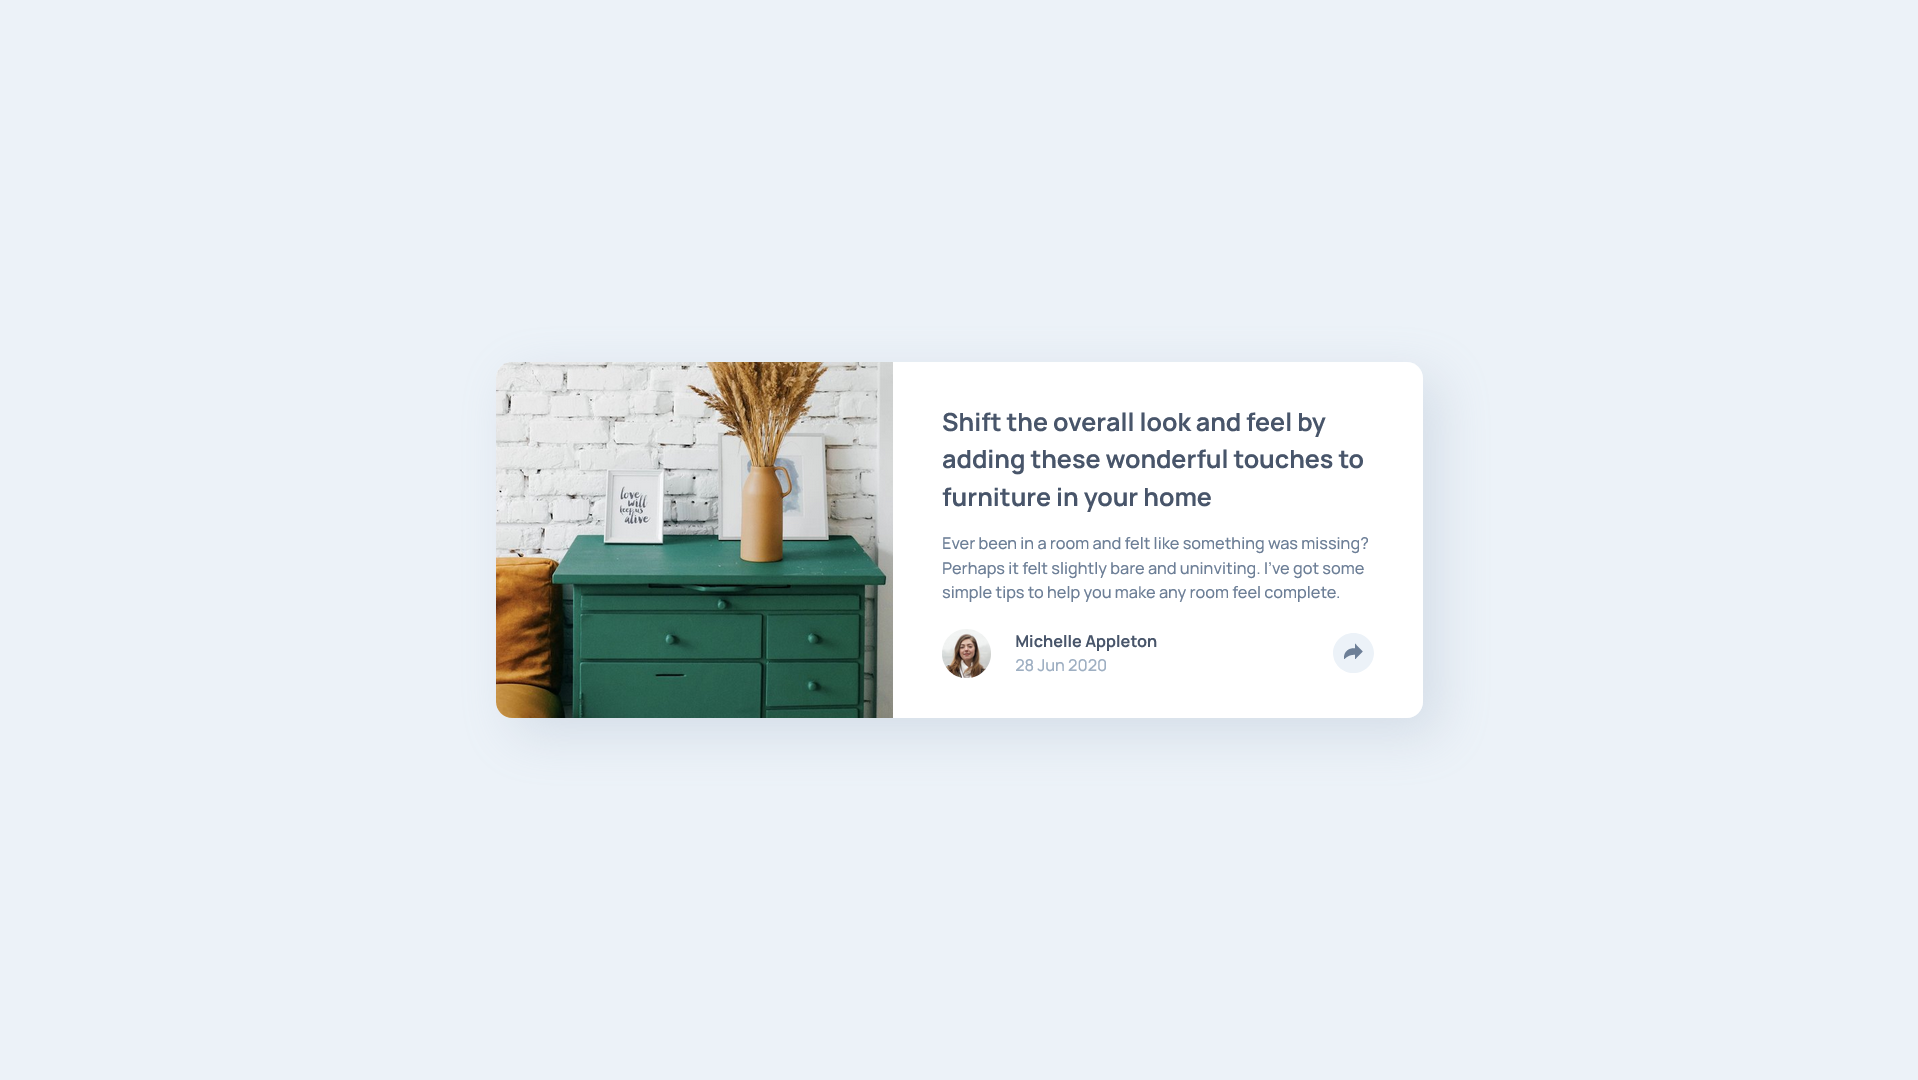 love
will
keep us
alive
Shift the overall look and feel by
adding these wonderful touches to
furniture in your home
Ever been in a room and felt like something was missing?
Perhaps it felt slightly bare and uninviting. I've got some
simple tips to help you make any room feel complete.
Michelle Appleton
28 Jun 2020